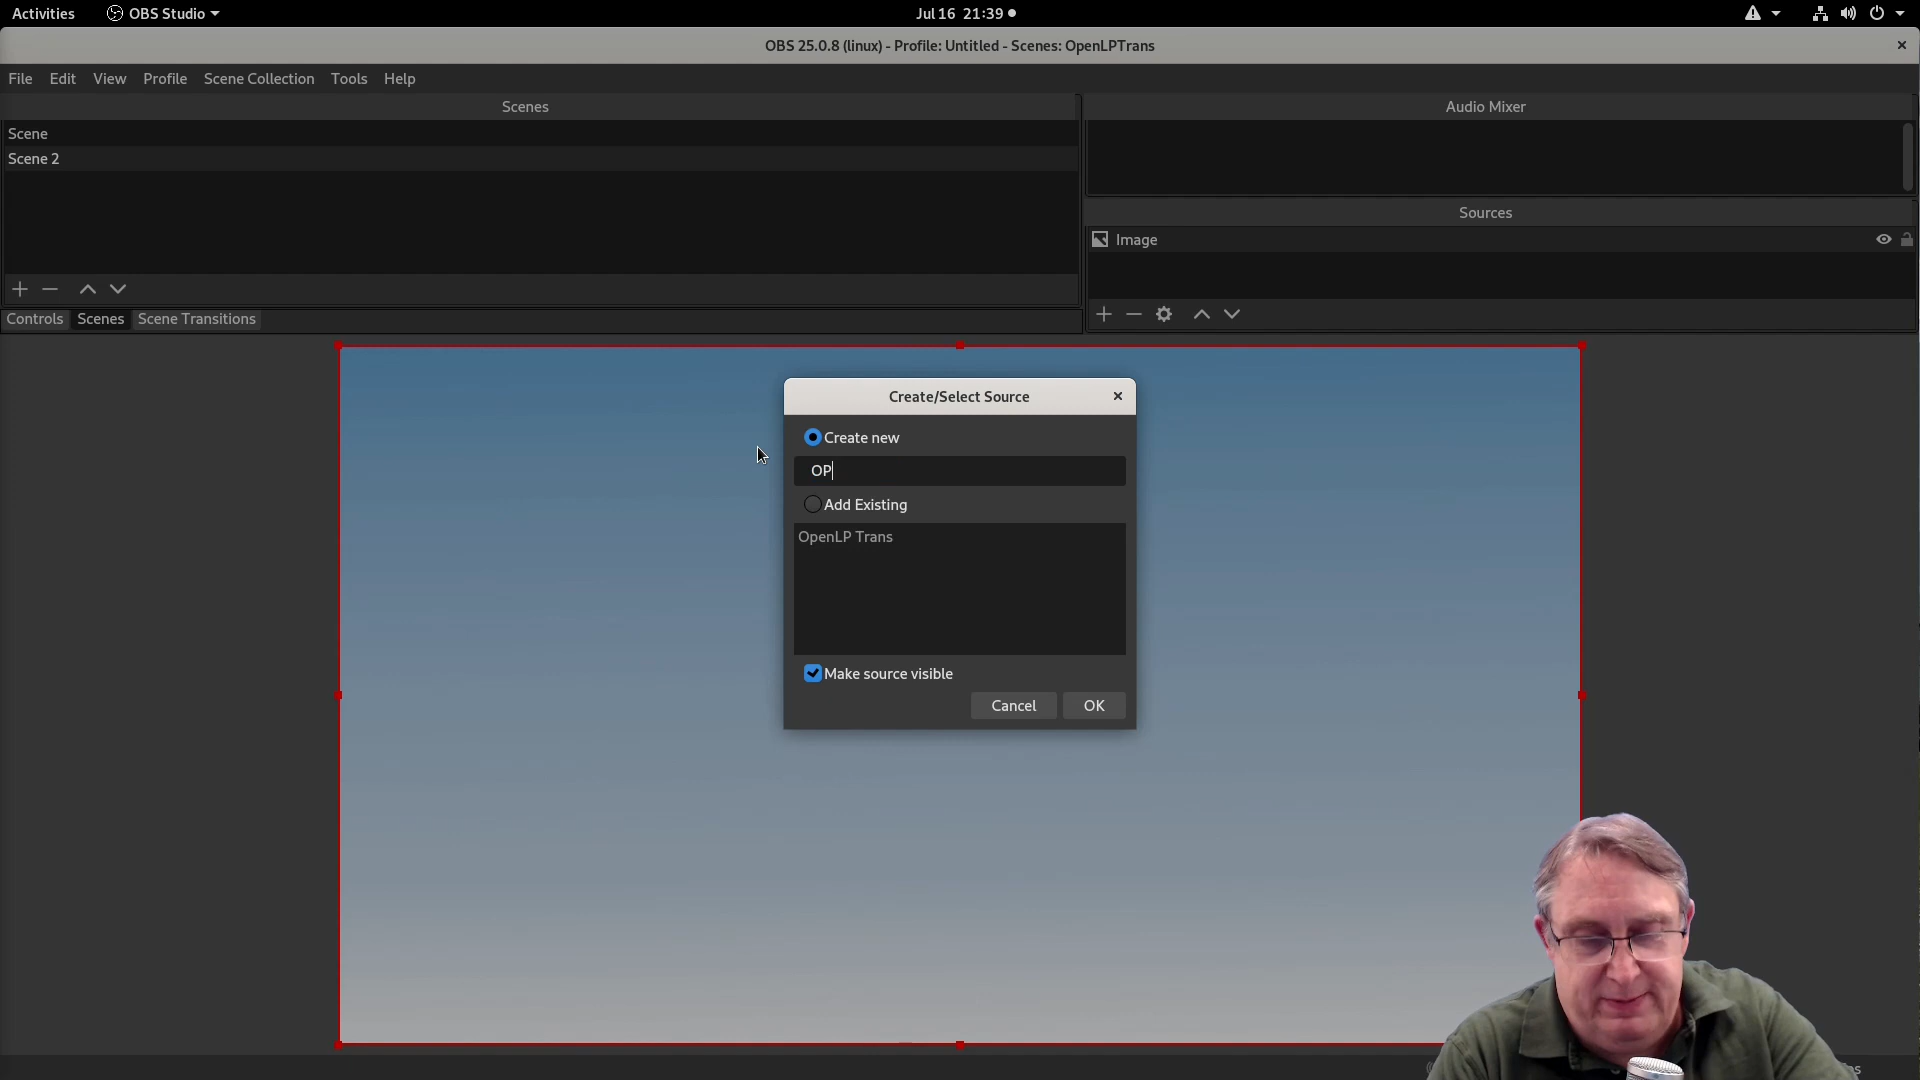 Activities
OBS Studio
Jul 16 21:39
OBS 25.0.8 (linux) - Profile: Untitled - Scenes: OpenLPTrans
File Edit View Profile Scene Collection Tools Help
Scenes
Audio Mixer
Scene
Scene 2
Sources
Image
Controls Scenes Scene Transitions
Create/Select Source
Create new
OP
Add Existing
OpenLP Trans
Make source visible
Cancel OK